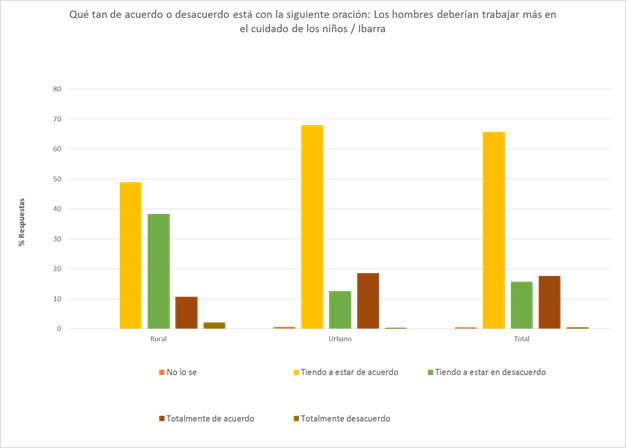 Qué tan de acuerdo o desacuerdo está con la siguiente oración: Los hombres deberían trabajar más en
el cuidado de los niños / Ibarra
80
70
60
50
40
30
20
10
0
% Respuestas
Rural
Urbano
Total
No lo se
Tiendo a estar de acuerdo
Tiendo a estar en desacuerdo
Totalmente de acuerdo
Totalmente desacuerdo